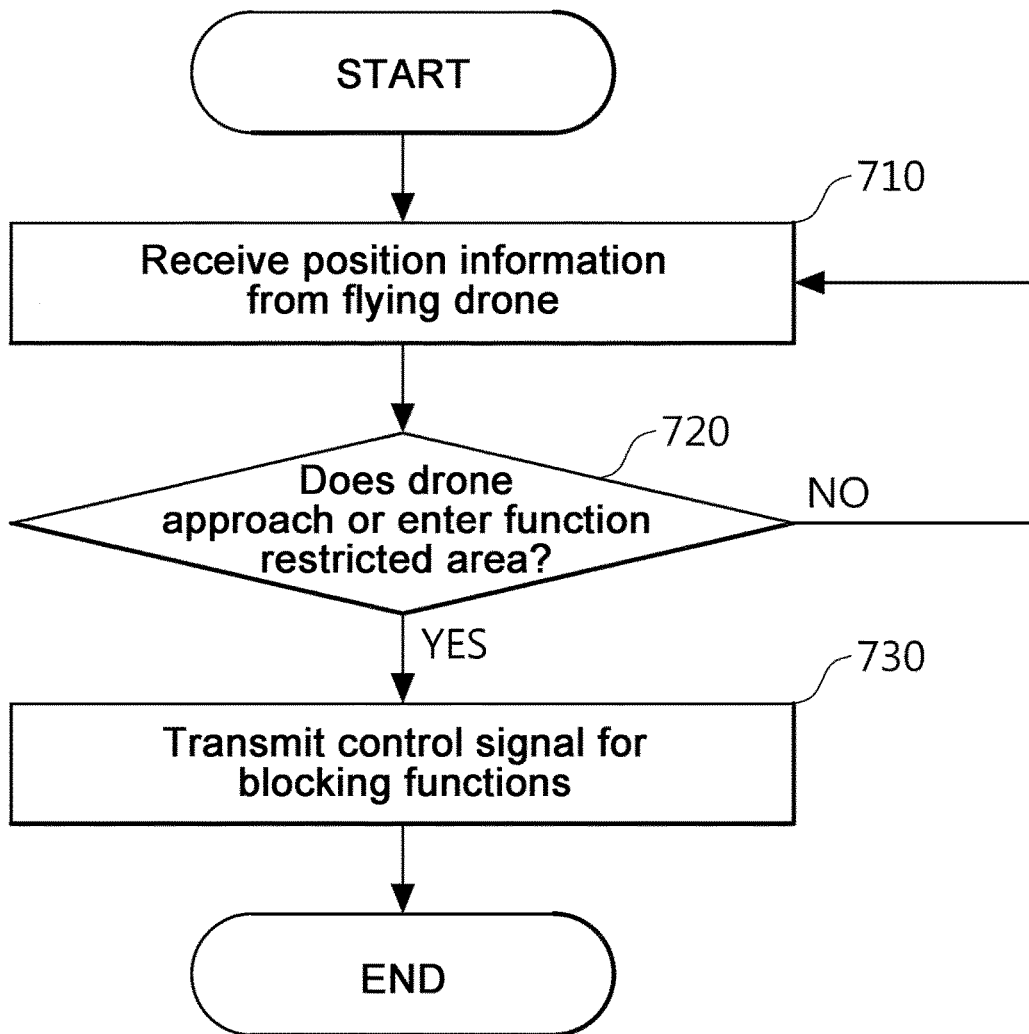 START
710
Receive position information
from flying drone
720
Does drone
approach or enter function
restricted area?
NO
YES
730
Transmit control signal for
blocking functions
END